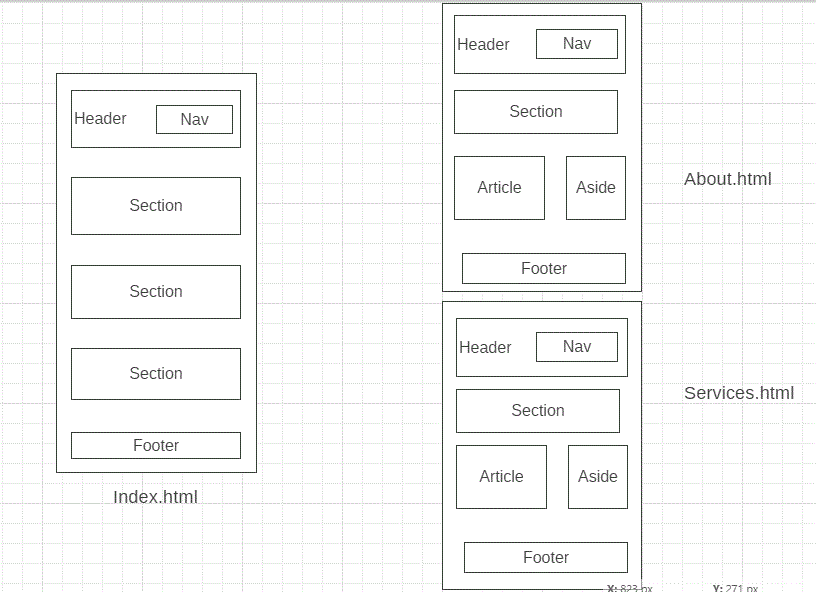 Header
Nav
Section
Section
Section
Footer
Index.html
Header
Nav
Section
Article
Aside
Footer
About.html
Header
Nav
Section
Article
Aside
Footer
Services.html
X: 823 px
Y: 271 px